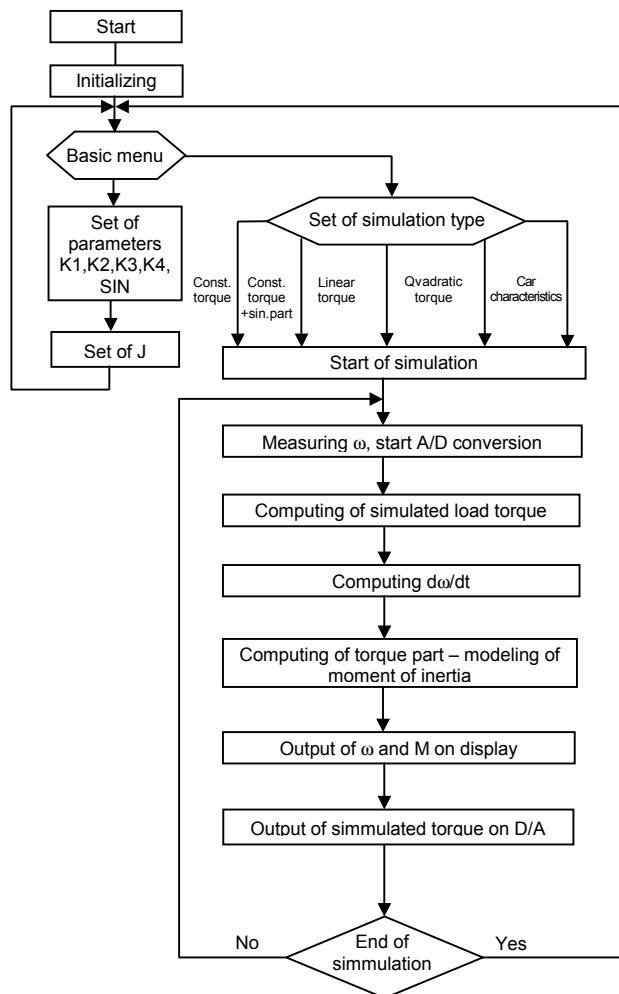 Start
Initializing
Basic menu
Set of
parameters
K1,K2,K3,K4,
SIN
Set of J
Set of simulation type
Const.
torque
Const.
torque
+sin.part
Linear
torque
Qvadratic
torque
Car
characteristics
Start of simulation
Measuring ω, start A/D conversion
Computing of simulated load torque
Computing dω/dt
Computing of torque part – modeling of
moment of inertia
Output of ω and M on display
Output of simmulated torque on D/A
No
End of
simmulation
Yes